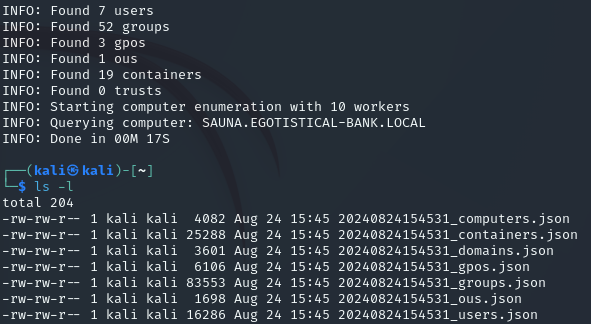 INFO: Found 7 users
INFO: Found 52 groups
INFO: Found 3 gpos
INFO: Found 1 ous
INFO: Found 19 containers
INFO: Found 0 trusts
INFO: Starting computer enumeration with 10 workers
INFO: Querying computer: SAUNA.EGOTISTICAL-BANK.LOCAL
INFO: Done in 00M 17S
┌──(kali㉿kali)-[~]
└─$ ls -l
total 204
-rw-rw-r-- 1 kali kali  4082 Aug 24 15:45 20240824154531_computers.json
-rw-rw-r-- 1 kali kali 25288 Aug 24 15:45 20240824154531_containers.json
-rw-rw-r-- 1 kali kali  3601 Aug 24 15:45 20240824154531_domains.json
-rw-rw-r-- 1 kali kali  6106 Aug 24 15:45 20240824154531_gpos.json
-rw-rw-r-- 1 kali kali 83553 Aug 24 15:45 20240824154531_groups.json
-rw-rw-r-- 1 kali kali  1698 Aug 24 15:45 20240824154531_ous.json
-rw-rw-r-- 1 kali kali 16286 Aug 24 15:45 20240824154531_users.json